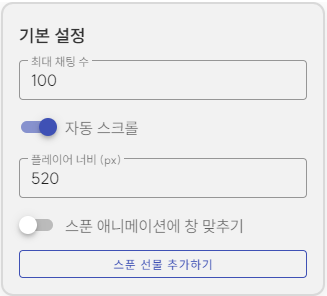 기본 설정
최대 채팅 수
100
자동 스크롤
플레이어 너비 (px)
520
스푼 애니메이션에 창 맞추기
스푼 선물 추가하기